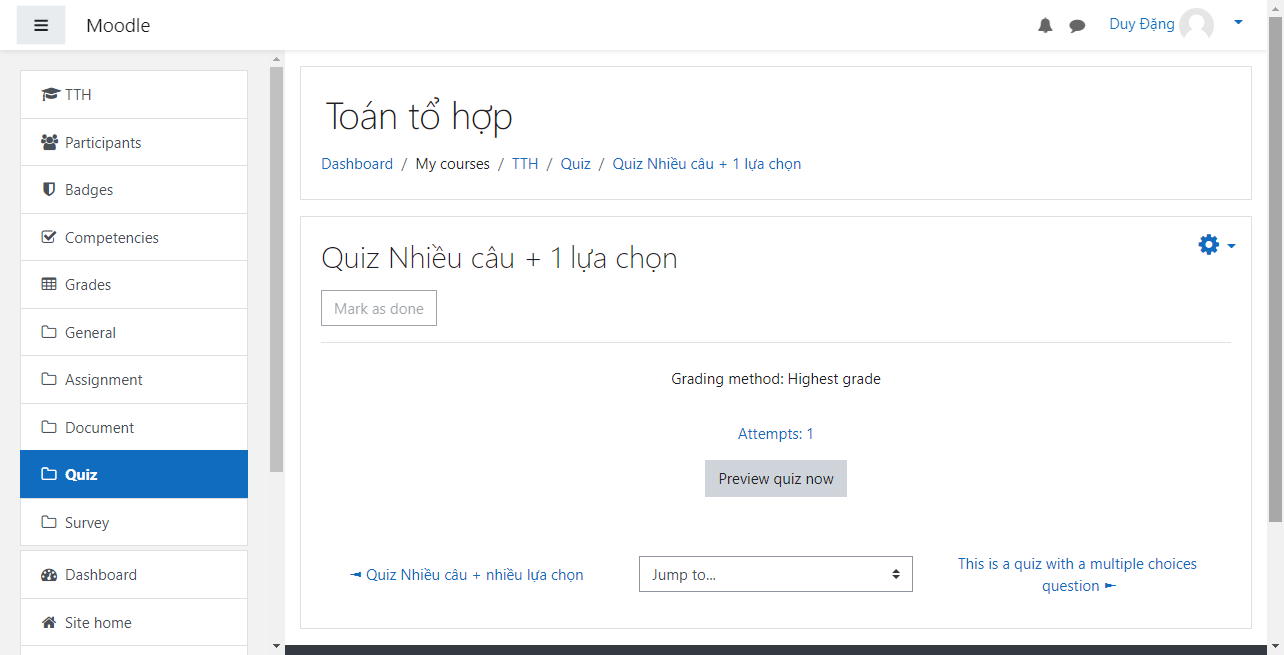 Moodle
Duy Đặng
TTH
Participants
Badges
Competencies
Grades
General
Assignment
Document
Quiz
Survey
Dashboard
Site home
Toán tổ hợp
Dashboard / My courses / TTH / Quiz / Quiz Nhiều câu + 1 lựa chọn
Quiz Nhiều câu + 1 lựa chọn
Mark as done
Grading method: Highest grade
Attempts: 1
Preview quiz now
◄ Quiz Nhiều câu + nhiều lựa chọn
Jump to...
This is a quiz with a multiple choices
question ►